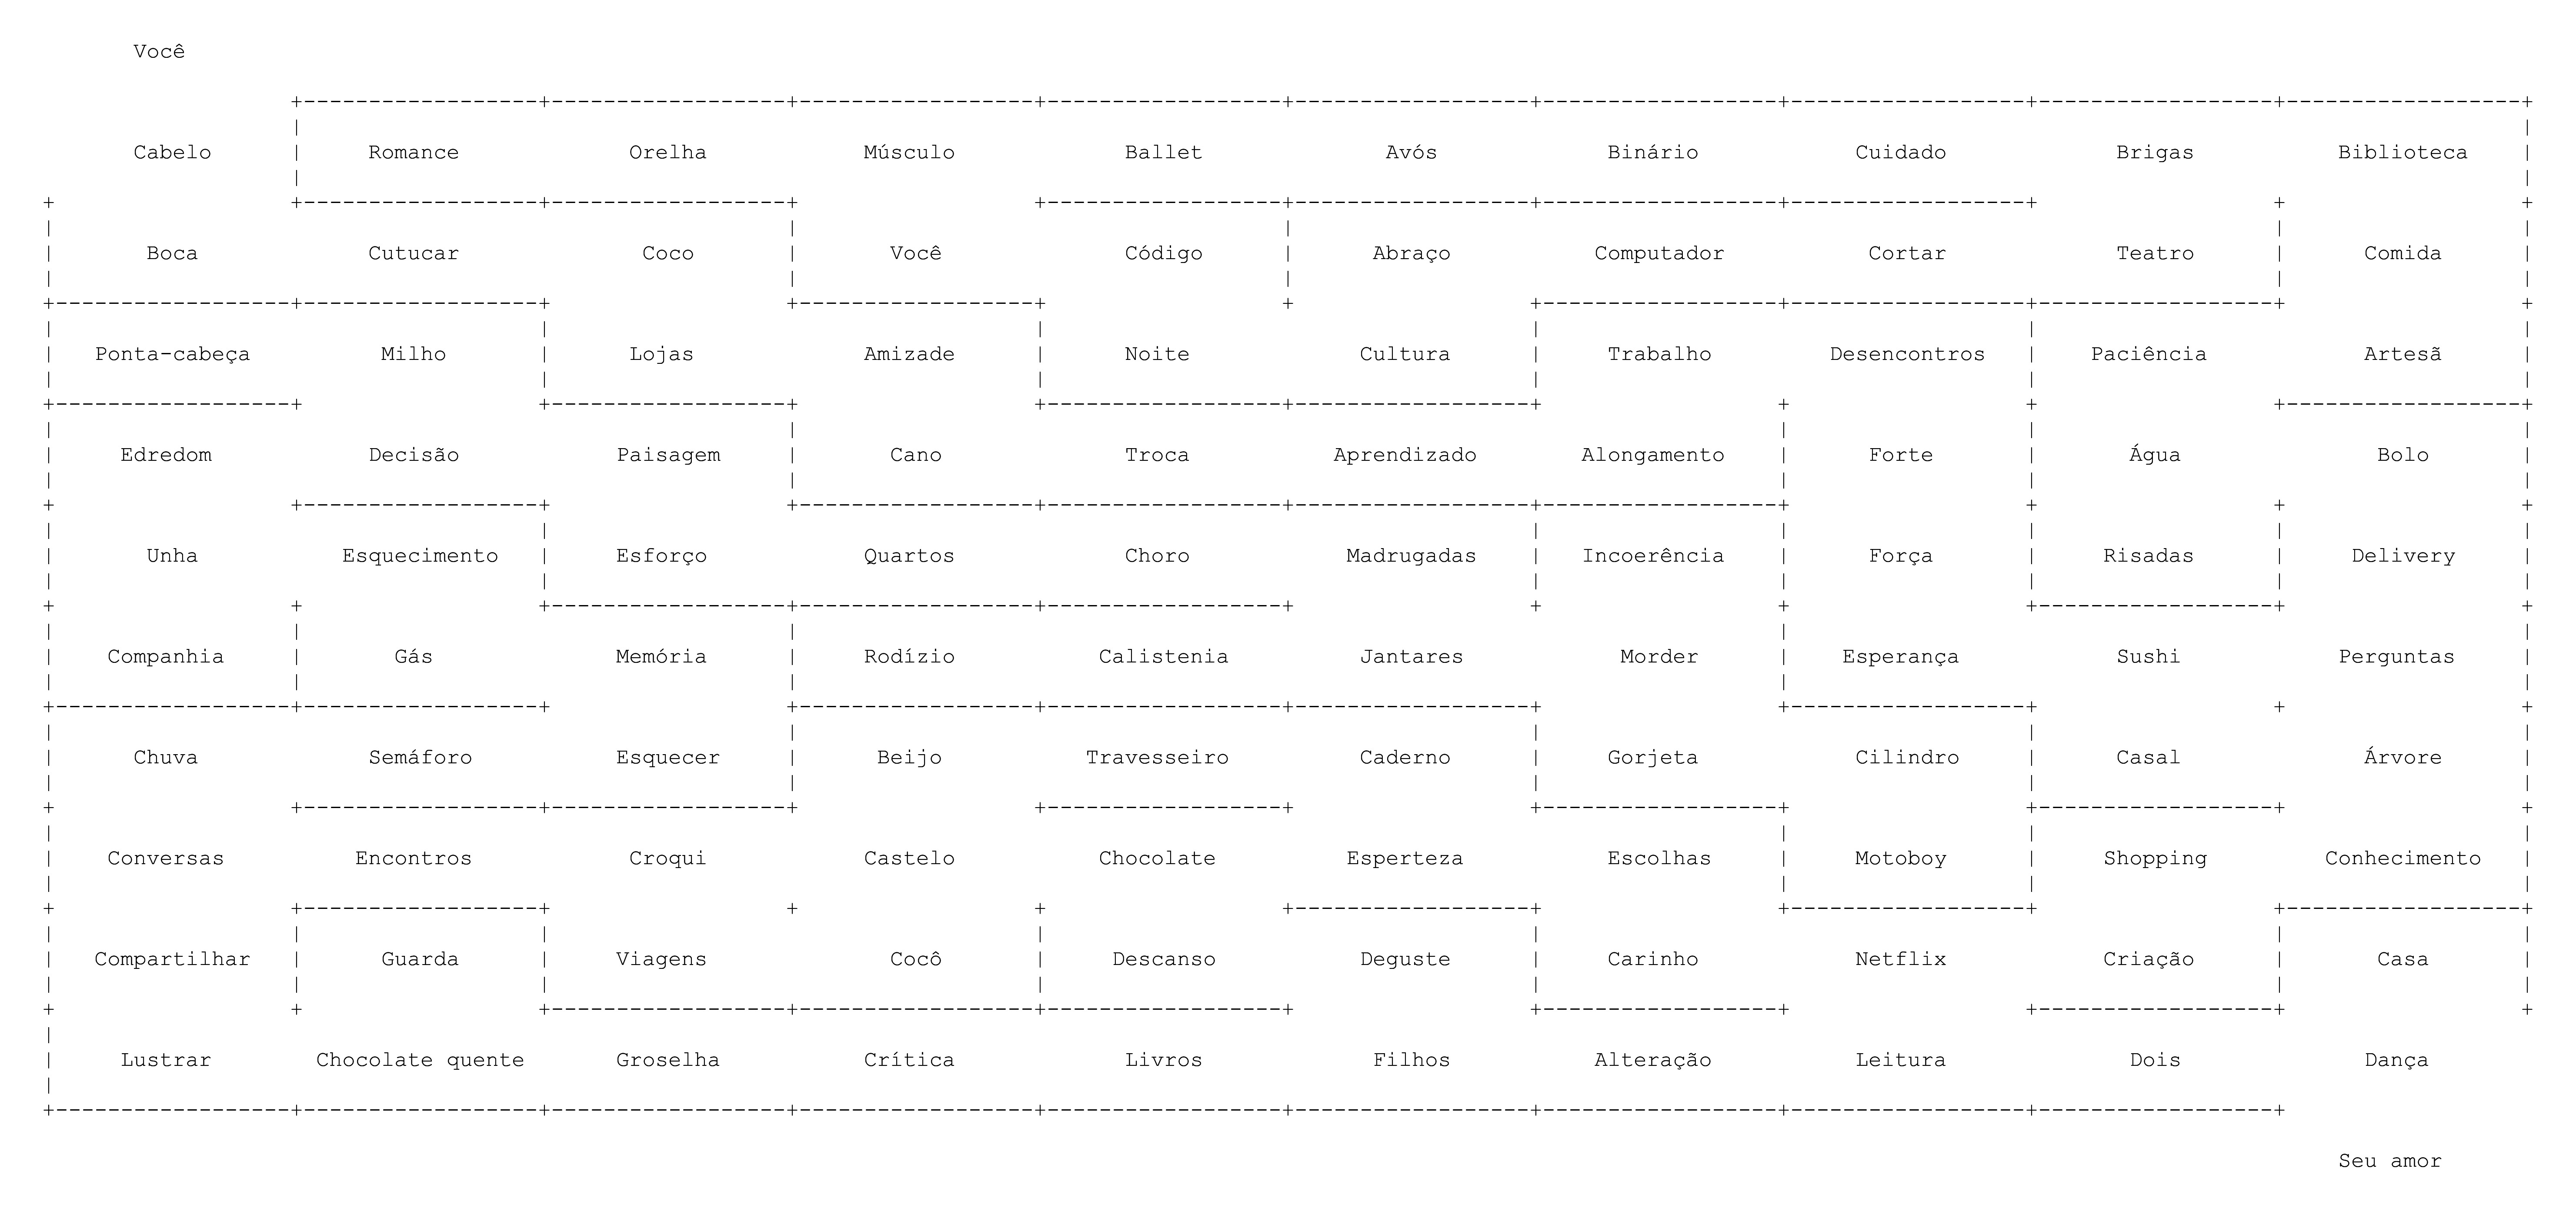 Você
Cabelo Romance Orelha Músculo Ballet Avós Binário Cuidado Brigas Biblioteca
Boca Cutucar Coco Você Código Abraço Computador Cortar Teatro Comida
Ponta-cabeça Milho Lojas Amizade Noite Cultura Trabalho Desencontros Paciência Artesã
Edredom Decisão Paisagem Cano Troca Aprendizado Alongamento Forte Água Bolo
Unha Esquecimento Esforço Quartos Choro Madrugadas Incoerência Força Risadas Delivery
Companhia Gás Memória Rodízio Calistenia Jantares Morder Esperança Sushi Perguntas
Chuva Semáforo Esquecer Beijo Travesseiro Caderno Gorjeta Cilindro Casal Árvore
Conversas Encontros Croqui Castelo Chocolate Esperteza Escolhas Motoboy Shopping Conhecimento
Compartilhar Guarda Viagens Cocô Descanso Deguste Carinho Netflix Criação Casa
Lustrar Chocolate quente Groselha Crítica Livros Filhos Alteração Leitura Dois Dança
Seu amor